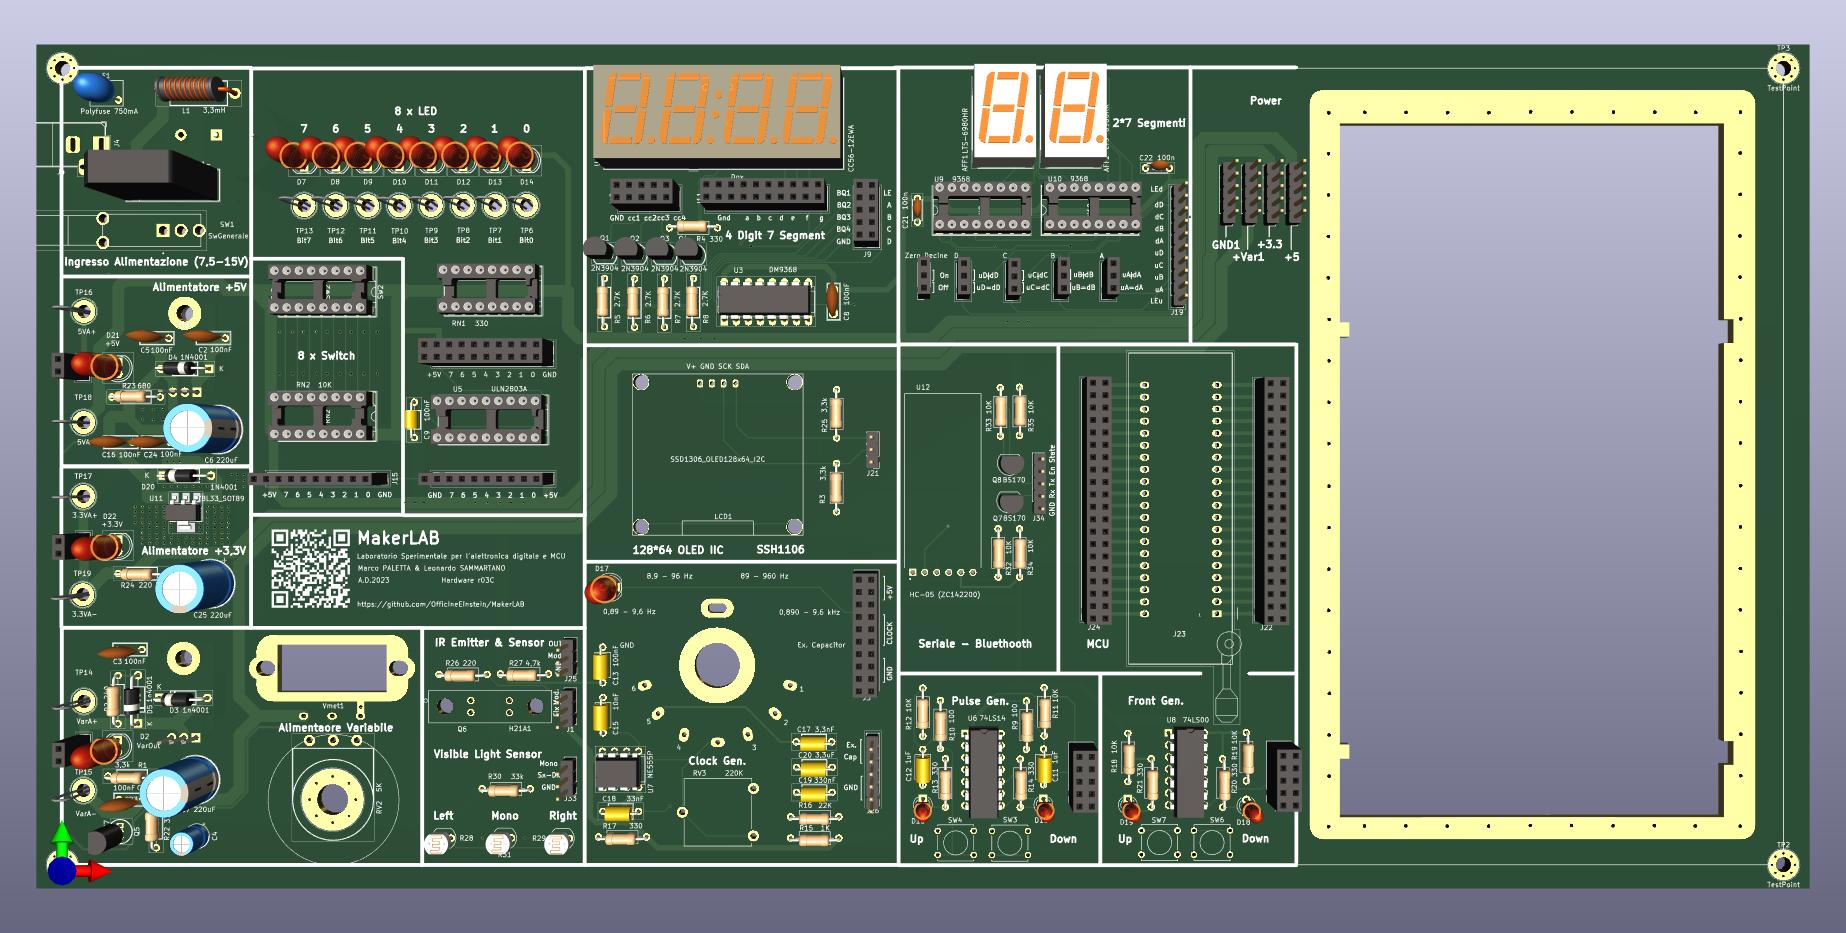 Polyfuse 750mA
L1 3,3mH
J4
SW1
SwGenerale
Ingresso Alimentazione (7,5-15V)
8 x LED
7 6 5 4 3 2 1 0
D7 D8 D9 D10 D11 D12 D13 D14
TP13 TP12 TP11 TP10 TP9 TP8 TP7 TP6
Bit7 Bit6 Bit5 Bit4 Bit3 Bit2 Bit1 Bit0
CC56-12EWA
GND cc1 cc2cc3 cc4
Gnd a b c d e f g
BQ1 LE
BQ2 A
BQ3 B
BQ4 C
GND D
J9
R4 330
4 Digit 7 Segment
2N3904 2N3904 2N3904 2N3904
R5 2.7K
R6 2.7K
R7 2.7K
R8 2.7K
U3 DM9368
C8 100nF
AFF1 LTS-6980HR
2*7 Segmenti
C22 100n
C21 100n
U9 9368
U10 9368
LEd
dD
dC
dB
dA
uD
uC
uB
uA
LEu
J19
Zero Decine
On
Off
D
uD|dD
uD=dD
C
uC|dC
uC=dC
B
uB|dB
uB=dB
A
uA|dA
uA=dA
Power
GND1 +3.3
+Var1 +5
TP3
TestPoint
TP16
5VA+
Alimentatore +5V
D21
+5V
C5 100nF
C2 100nF
D4 1N4001
K
R23 680
TP18
5VA
C16 100nF
C24 100nF
C6 220uF
SW2
8 x Switch
RN2 10K
RN2
J15
+5V 7 6 5 4 3 2 1 0 GND
RN1 330
+5V 7 6 5 4 3 2 1 0 GND
U5 ULN2803A
C9 100nF
GND 7 6 5 4 3 2 1 0 +5V
TP17
3.3VA+
K
D20 1N4001
U11
D22
+3.3V
Alimentatore +3,3V
R24 220
TP19
3.3VA-
C25 220uF
MakerLAB
Laboratorio Sperimentale per l'alettronica digitale e MCU
Marco PALETTA & Leonardo SAMMARTANO
A.D.2023 Hardware r03C
https://github.com/OfficineEinstein/MakerLAB
V+ GND SCK SDA
SSD1306_OLED128x64_I2C
LCD1
128*64 OLED IIC SSH1106
R25 3.3k
R3 3.3k
J21
U12
HC-05 (ZC142200)
R33 10K
R35 10K
Q8 BS170
Q7 BS170
R32 10K
R34 10K
GND Rx Tx En State
J34
Seriale - Bluethooth
J24
MCU
J23
J22
D17
8,9 - 96 Hz
89 - 960 Hz
0,89 - 9,6 Hz
0,890 - 9,6 kHz
Ex. Capacitor
+5V
CLOCK
GND
GND
C13 100nF
C15 10nF
6 5 4 3 2 1
NE555P
U7
C18 33nF
R17 330
Clock Gen.
RV3 220K
C17 3,3nF
C20 3.3uF
C19 330nF
R16 22K
R15 1K
Ex.
Cap
GND
C3 100nF
TP14
VarA+
D5 1n4001
K
D3 1n4001
K
D2
VarOut
TP15
VarA-
3,3k R1
100nF
220uF
Q5
R22
C4
Vmet1
Alimentaore Variabile
RV2 5K
IR Emitter & Sensor
R26 220
R27 4,7k
Out
J25
Q6 H21A1
J1
Visible Light Sensor
Mono
Sx-Dx
GND
J33
R30 33k
Left Mono Right
R28
R31
R29
Pulse Gen.
R12 10K
R10 100
U6 74LS14
R9 100
R11 10K
C12 1uF
R13 330
R14 330
C11 1uF
SW4 SW3
Up Down
Front Gen.
U8 74LS00
R18 10K
R21 330
R20 330
R19 10K
D19
D18
SW7 SW6
Up Down
TP2
TestPoint